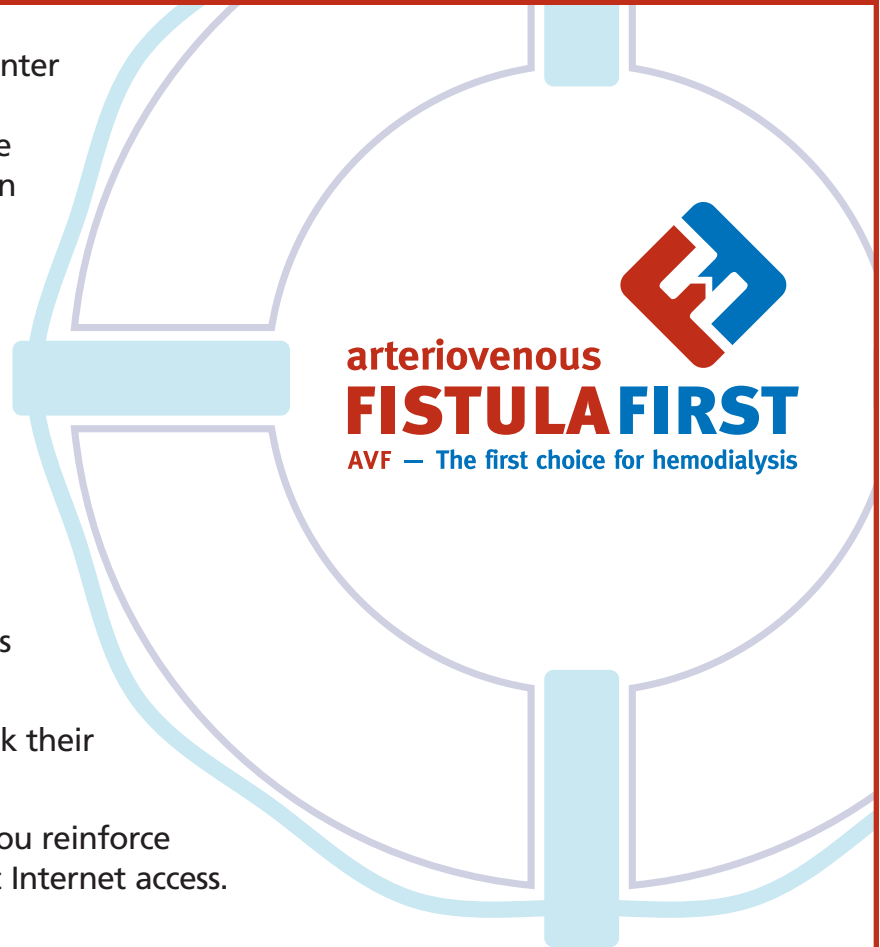 nter
e
n
arteriovenous
FISTULA FIRST
AVF — The first choice for hemodialysis
s
k their
ou reinforce
t Internet access.